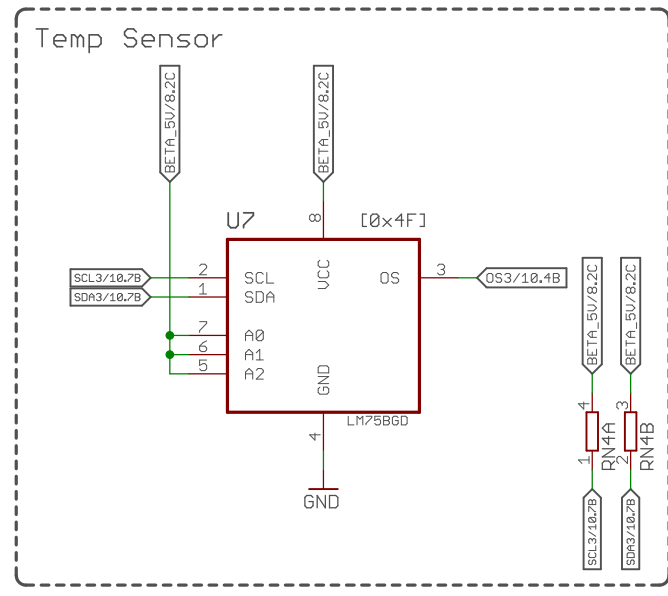 Temp Sensor
BETA_5V/8.2C
BETA_5V/8.2C
U7
8
[0x4F]
SCL3/10.7B
2
SCL
VCC
OS
3
OS3/10.4B
SDA3/10.7B
1
SDA
7
A0
6
A1
5
A2
GND
LM75BGD
4
GND
BETA_5V/8.2C
BETA_5V/8.2C
4
3
RN4A
RN4B
1
2
SCL3/10.7B
SDA3/10.7B